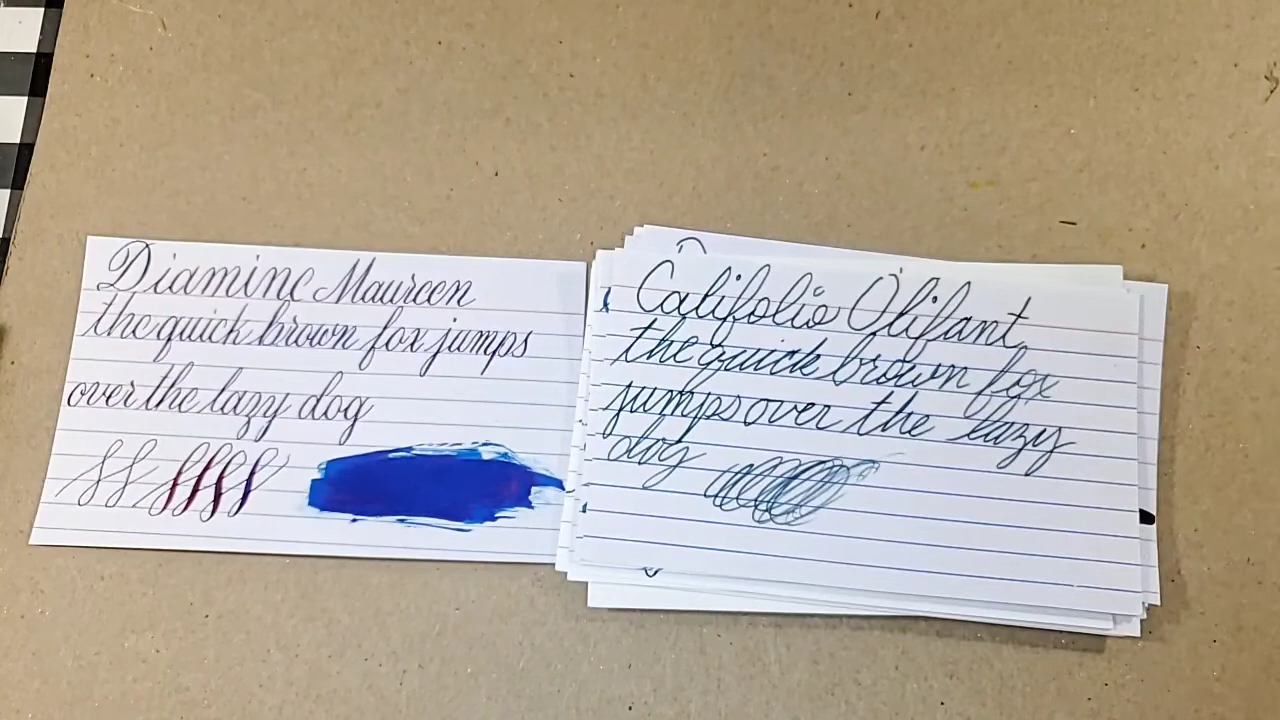 Diamine Maureen
the quick brown fox jumps
over the lazy dog
Califolio Olifant
the quick brown fox
jumps over the lazy
dog